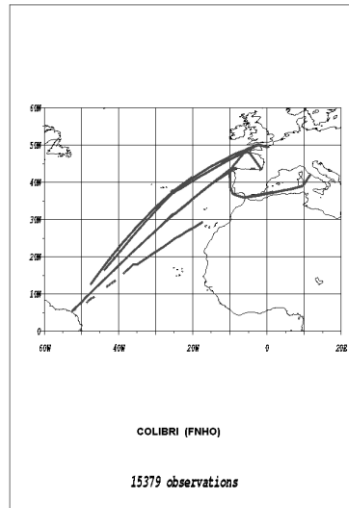 60N
50N
40N
30N
20N
10N
0
60W 40W 20W 0 20E
COLIBRI (FNHO)
15379 observations